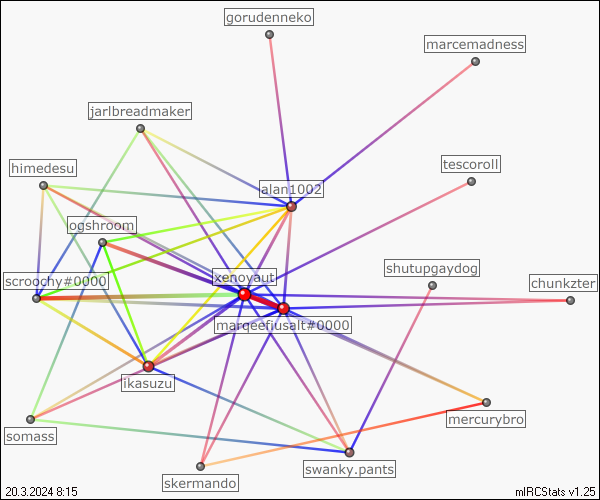 gorudenneko
marcemadness
jarlbreadmaker
himedesu
tescoroll
alan1002
ogshroom
shutupgaydog
xenoyaut
scroochy#0000
chunkzter
marqeefiusalt#0000
ikasuzu
mercurybro
somass
swanky.pants
skermando
20.3.2024 8:15
mIRCStats v1.25